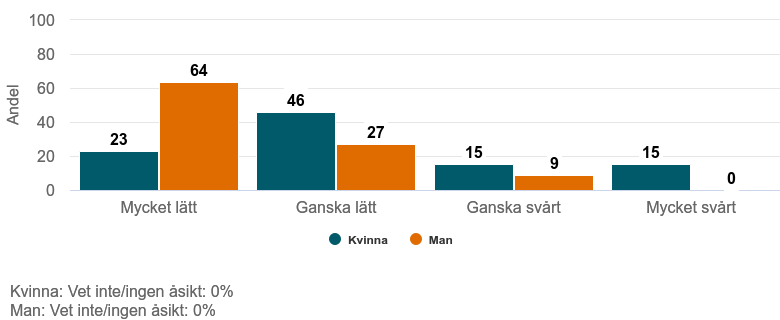 100
80
60
40
20
0
Andel
23
64
46
27
15
9
15
0
Mycket lätt
Ganska lätt
Ganska svårt
Mycket svårt
Kvinna
Man
Kvinna: Vet inte/ingen åsikt: 0%
Man: Vet inte/ingen åsikt: 0%